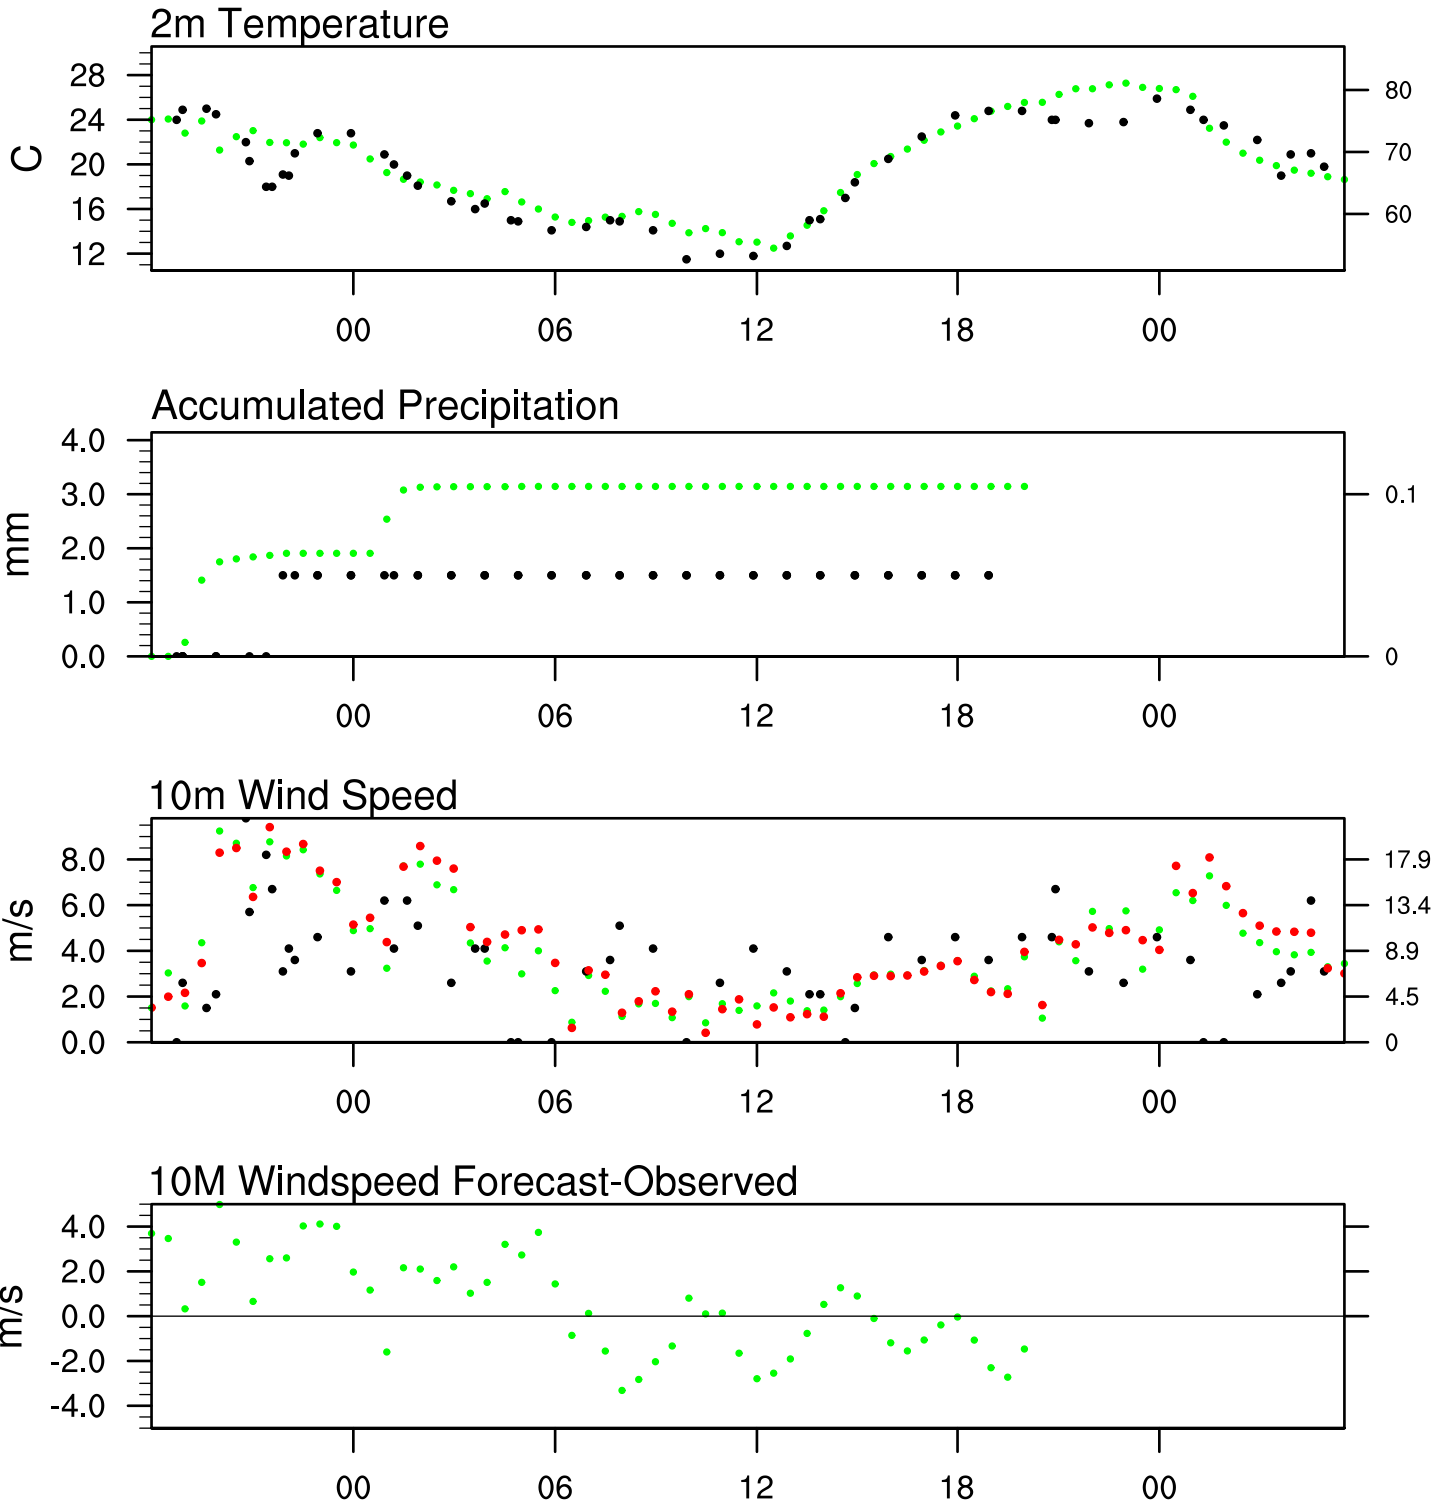 2m Temperature
28
24
20
16
12
C
80
70
60
00 06 12 18 00
Accumulated Precipitation
4.0
3.0
2.0
1.0
0.0
mm
0.1
0
00 06 12 18 00
10m Wind Speed
8.0
6.0
4.0
2.0
0.0
m/s
17.9
13.4
8.9
4.5
0
00 06 12 18 00
10M Windspeed Forecast-Observed
4.0
2.0
0.0
-2.0
-4.0
m/s
00 06 12 18 00